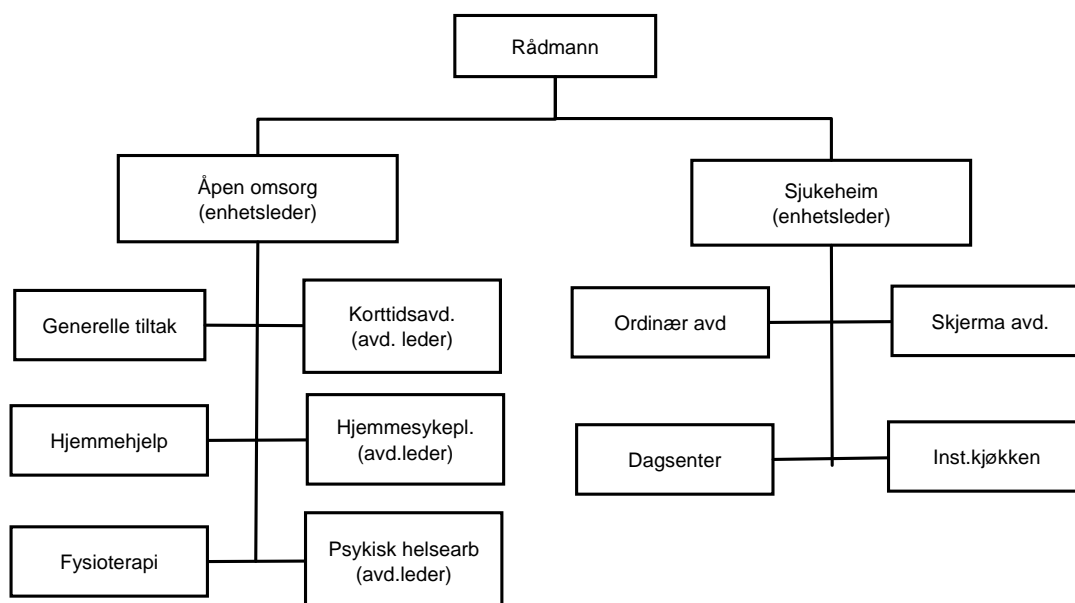 Rådmann
Åpen omsorg
(enhetsleder)
Sjukeheim
(enhetsleder)
Generelle tiltak
Korttidsavd.
(avd. leder)
Ordinær avd
Skjerma avd.
Hjemmehjelp
Hjemmesykepl.
(avd.leder)
Dagsenter
Inst.kjøkken
Fysioterapi
Psykisk helsearb
(avd.leder)